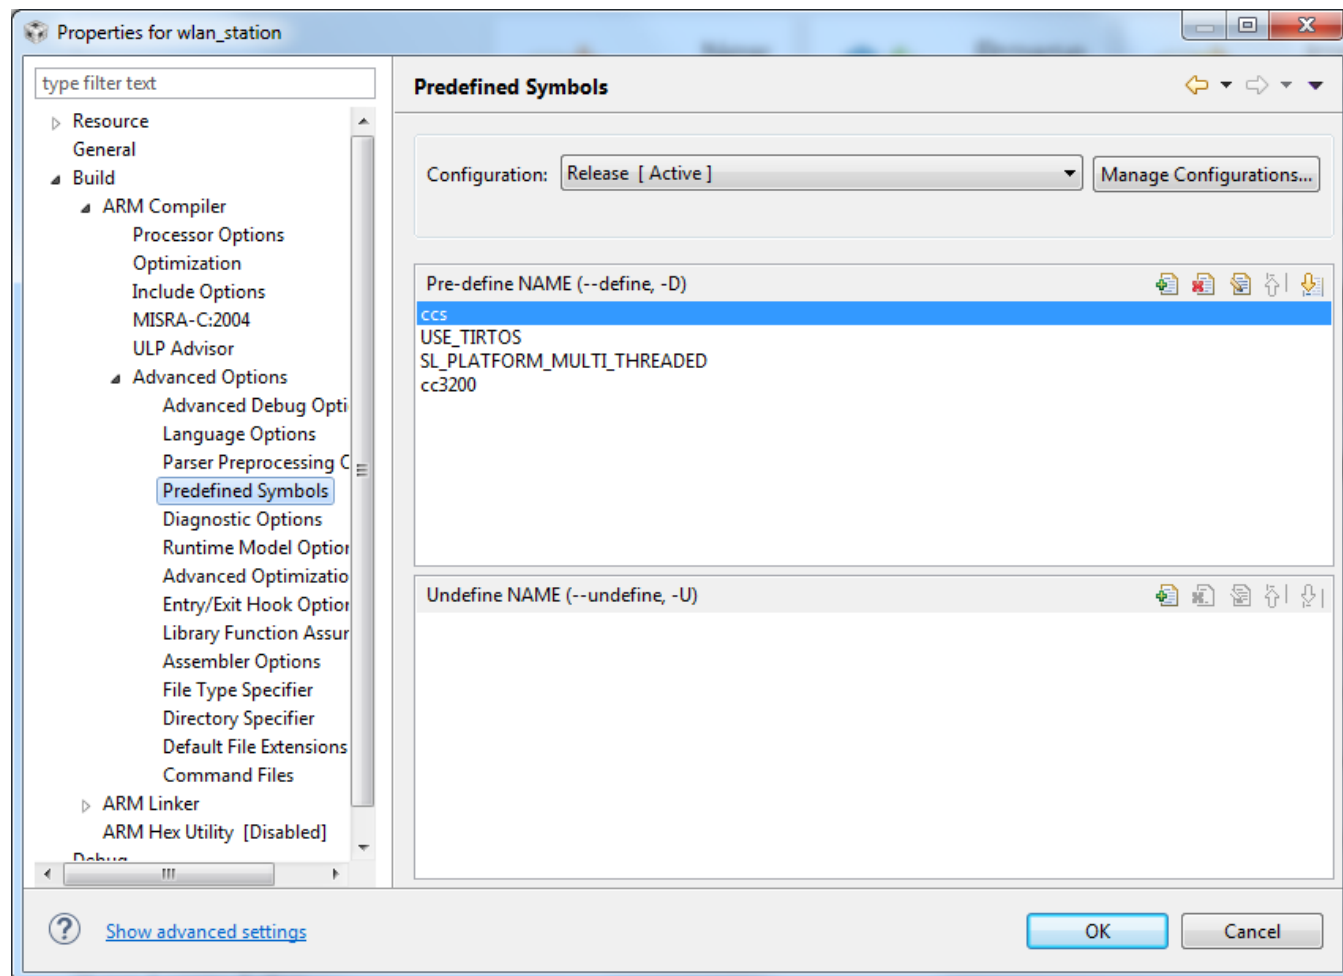 Properties for wlan_station
type filter text
Resource
General
Build
ARM Compiler
Processor Options
Optimization
Include Options
MISRA-C:2004
ULP Advisor
Advanced Options
Advanced Debug Opti
Language Options
Parser Preprocessing C
Predefined Symbols
Diagnostic Options
Runtime Model Option
Advanced Optimizatio
Entry/Exit Hook Option
Library Function Assur
Assembler Options
File Type Specifier
Directory Specifier
Default File Extensions
Command Files
ARM Linker
ARM Hex Utility [Disabled]
Debug
Predefined Symbols
Configuration: Release [ Active ] Manage Configurations...
Pre-define NAME (--define, -D)
ccs
USE_TIRTOS
SL_PLATFORM_MULTI_THREADED
cc3200
Undefine NAME (--undefine, -U)
Show advanced settings
OK Cancel